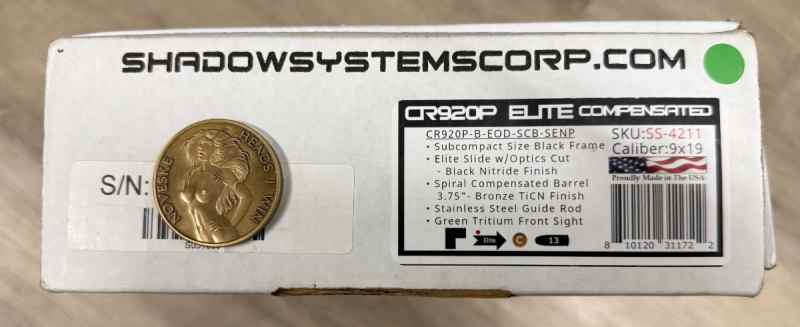 SHADOWSYSTEMSCORP.COM
CR920P ELITE COMPENSATED
CR920P-B-EOD-SCB-SENP
• Subcompact Size Black Frame
• Elite Slide w/Optics Cut
- Black Nitride Finish
• Spiral Compensated Barrel
3.75"- Bronze TiCN Finish
• Stainless Steel Guide Rod
• Green Tritium Front Sight
Elite C 13
SKU:SS-4211
Caliber:9x19
Proudly Made in The USA
8 10120 31172 2
S/N:
NOVESKE HEADS I WIN